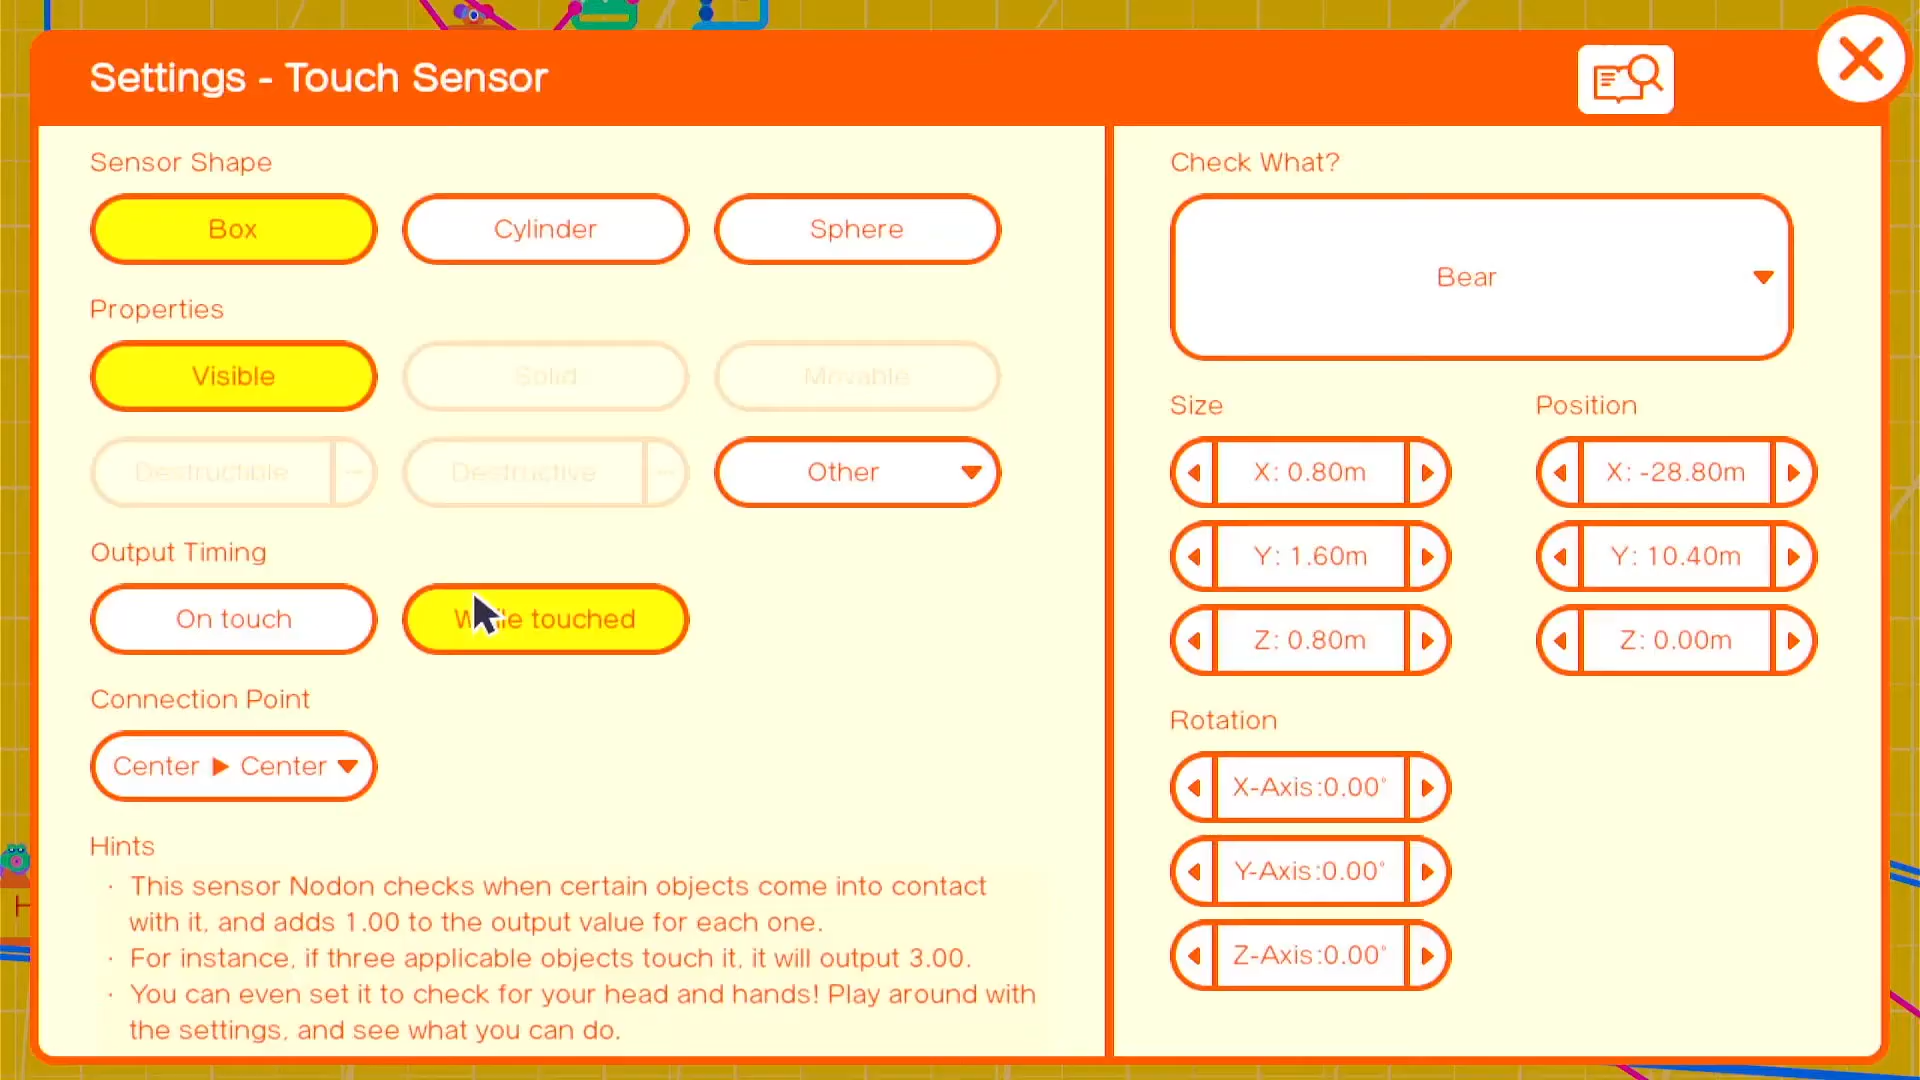 Settings - Touch Sensor
Sensor Shape
Box
Cylinder
Sphere
Properties
Visible
Solid
Movable
Destructible
Destructive
Other
Output Timing
On touch
While touched
Connection Point
Center ▶ Center
Hints
· This sensor Nodon checks when certain objects come into contact
with it, and adds 1.00 to the output value for each one.
· For instance, if three applicable objects touch it, it will output 3.00.
· You can even set it to check for your head and hands! Play around with
the settings, and see what you can do.
Check What?
Bear
Size
X: 0.80m
Y: 1.60m
Z: 0.80m
Position
X: -28.80m
Y: 10.40m
Z: 0.00m
Rotation
X-Axis:0.00°
Y-Axis:0.00°
Z-Axis:0.00°